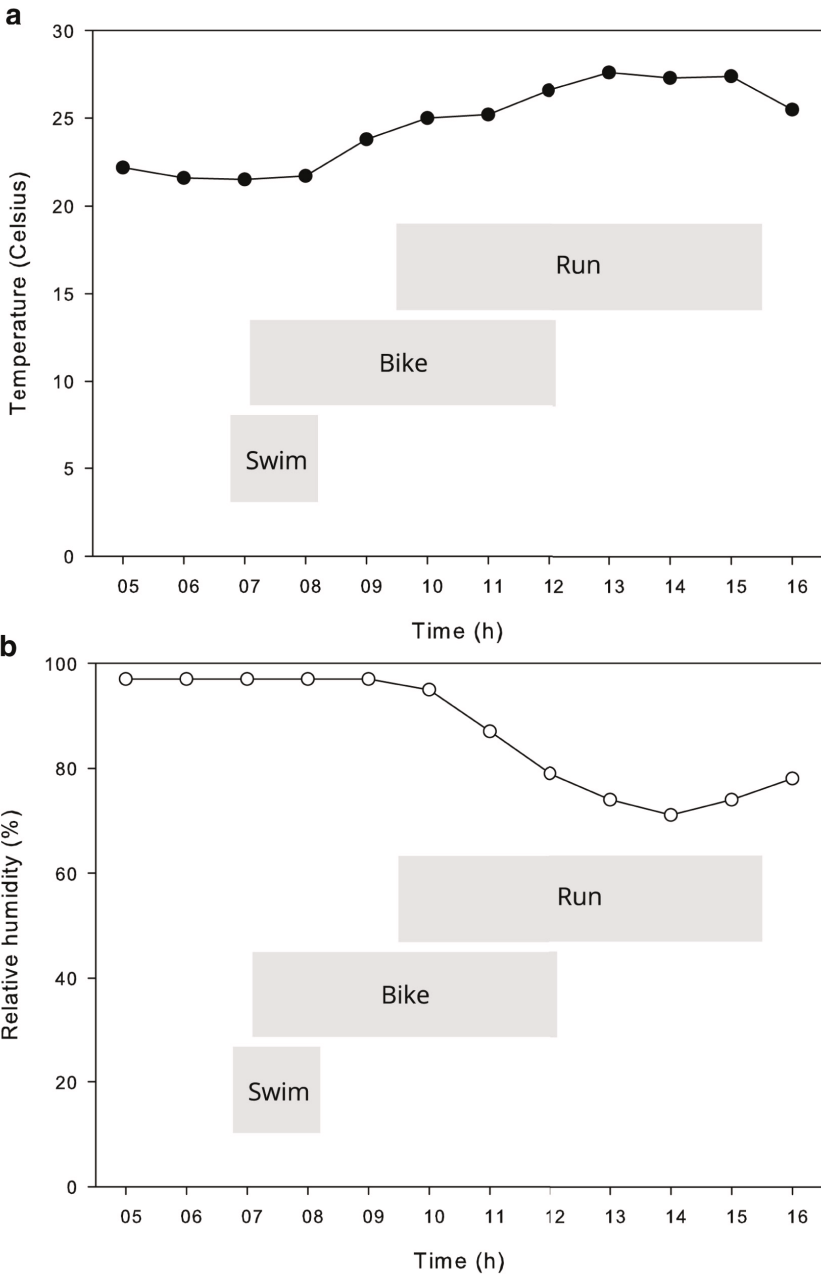 a
30
25
20
15
10
5
0
Temperature (Celsius)
Run
Bike
Swim
05 06 07 08 09 10 11 12 13 14 15 16
Time (h)
b
100
80
60
40
20
0
Relative humidity (%)
Run
Bike
Swim
05 06 07 08 09 10 11 12 13 14 15 16
Time (h)